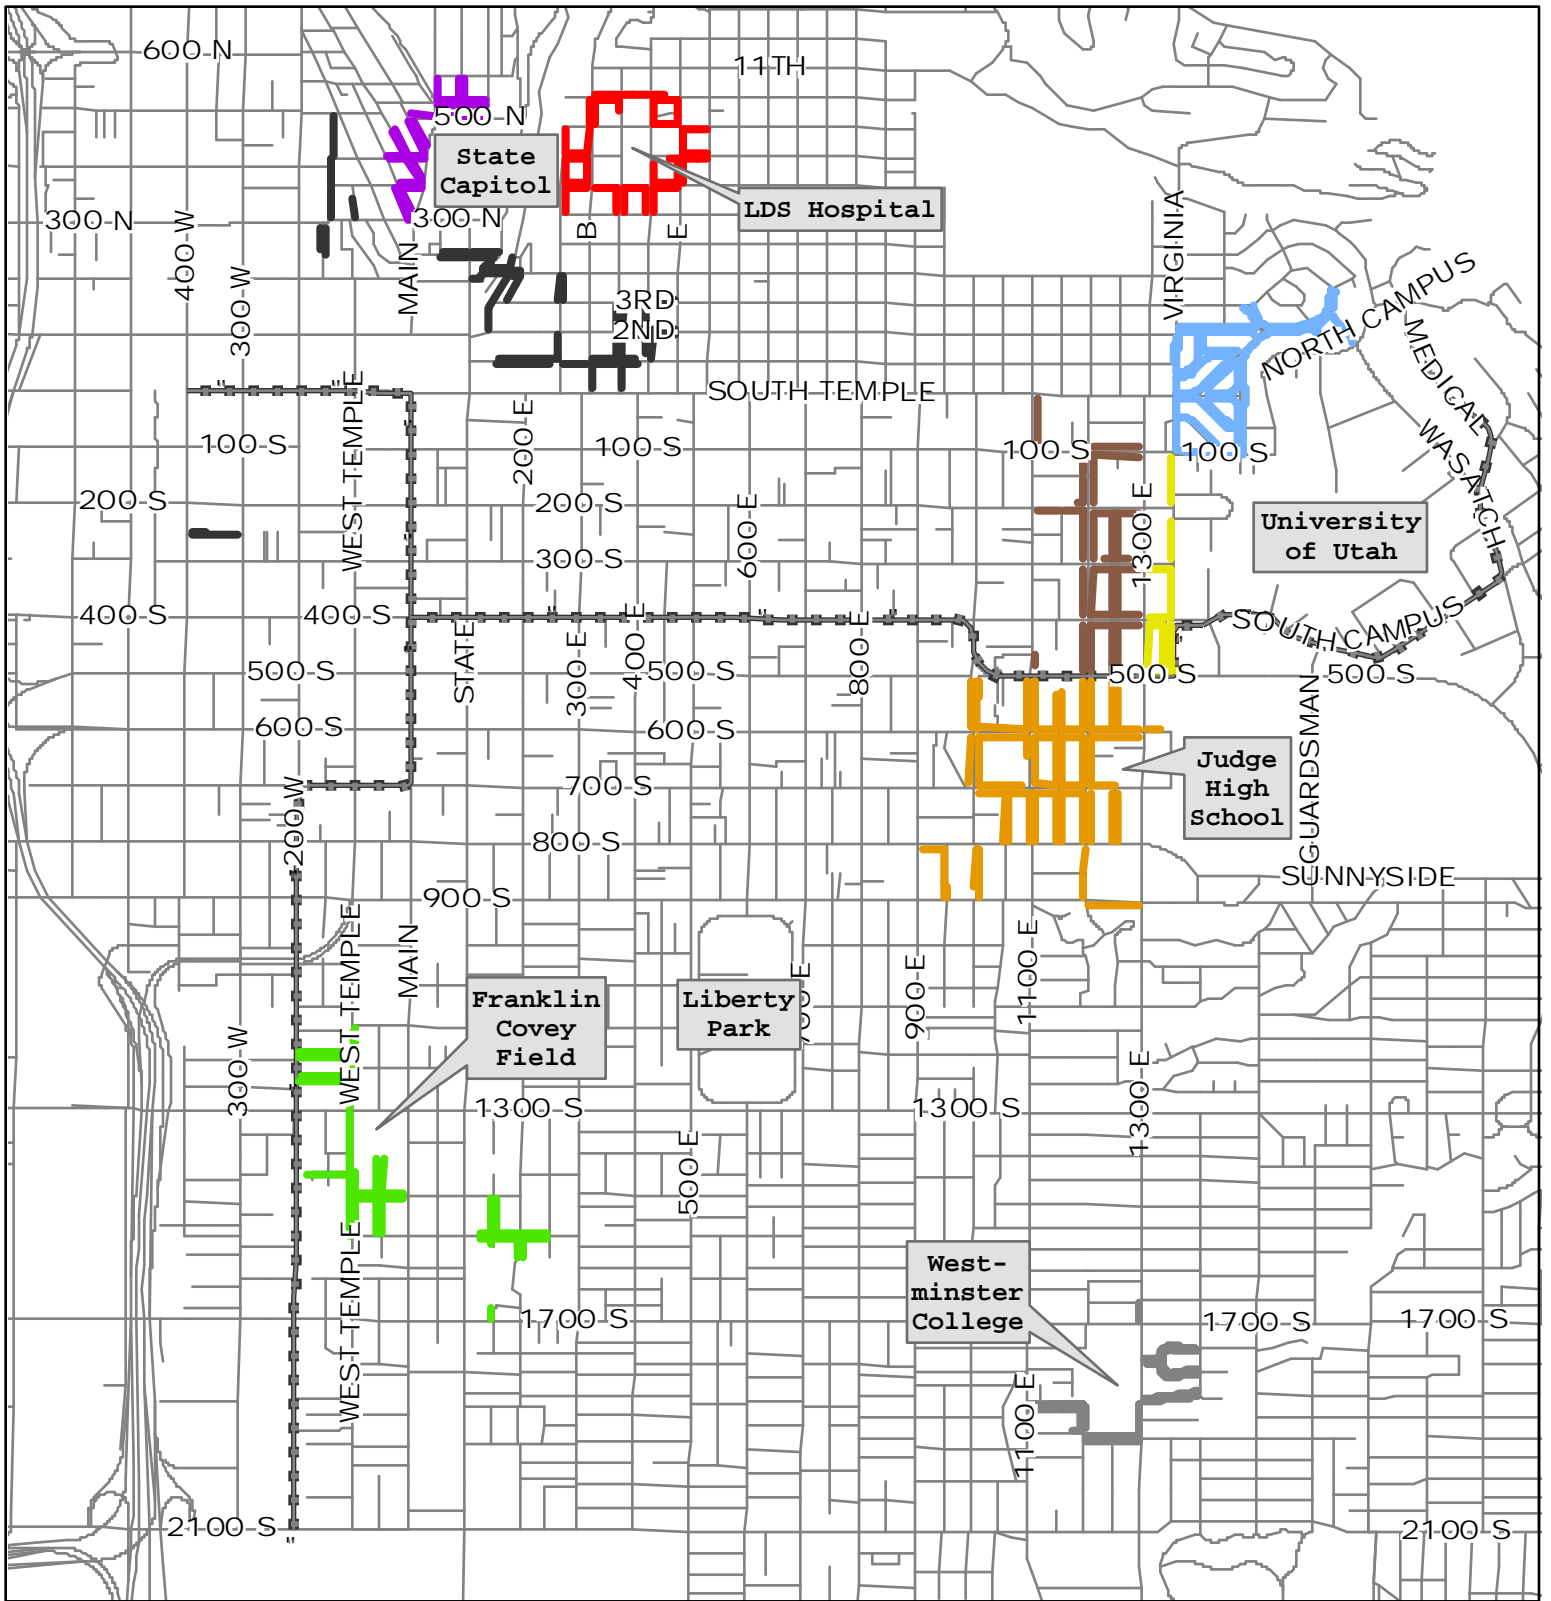 600 N
11TH
500 N
State
Capitol
LDS Hospital
300 N
300 N
400 W
B
E
VIRGINIA
MAIN
300 W
3RD
2ND
NORTH CAMPUS
MEDICAL
WASATCH
SOUTH TEMPLE
WEST TEMPLE
200 E
100 S
100 S
100 S
100 S
200 S
200 S
600 E
1300 E
University
of Utah
300 S
400 S
400 S
SOUTH CAMPUS
STATE
300 E
400 E
800 E
500 S
500 S
500 S
500 S
600 S
600 S
GUARDSMAN
Judge
High
School
700 S
200 W
800 S
SUNNYSIDE
900 S
WEST TEMPLE
MAIN
Franklin
Covey
Field
Liberty
Park
900 E
1100 E
300 W
1300 E
1300 S
1300 S
500 E
WEST TEMPLE
West-
minster
College
1700 S
1700 S
1700 S
1100 E
2100 S
2100 S